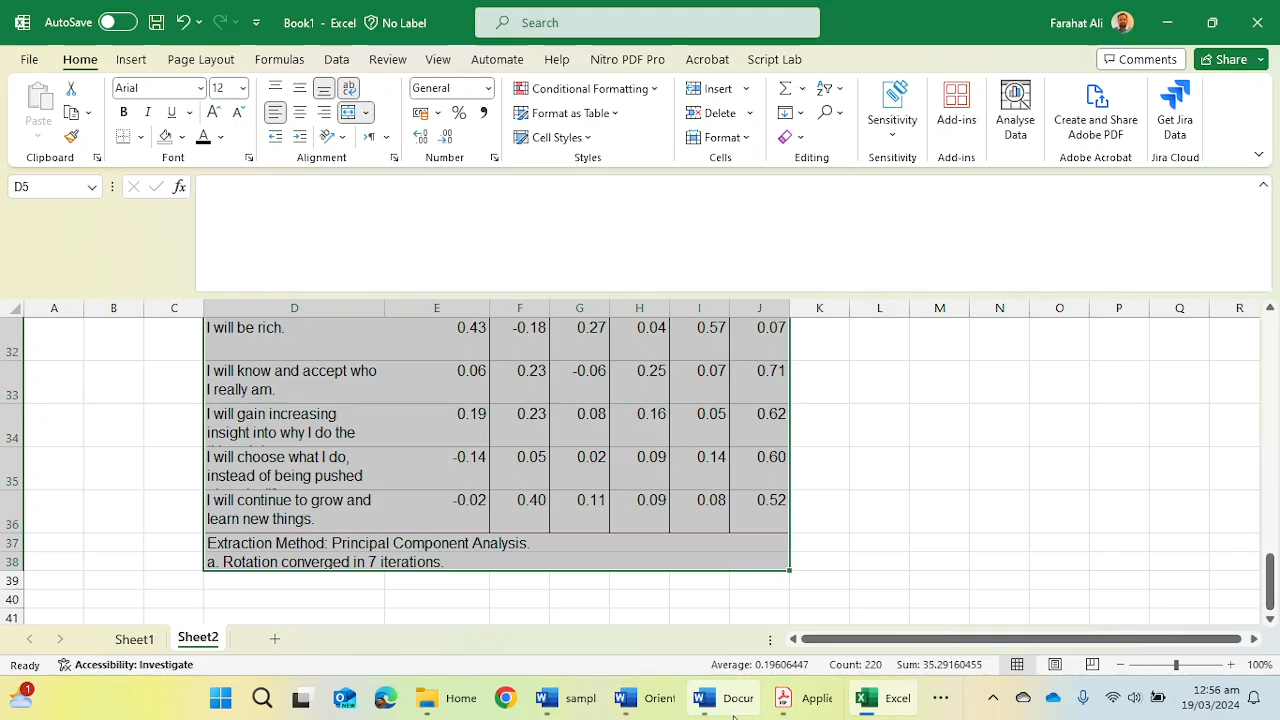 AutoSave Book1 - Excel No Label Search Farahat Ali
File Home Insert Page Layout Formulas Data Review View AutomateS Help Nitro PDF Pro Acrobat Script Lab Comments Share
Paste Arial 12 General Conditional Formatting Insert Sensitivity Add-ins Analyse Data Create and Share Adobe PDF Get Jira Data
B I U % Format as Table Delete
Cell Styles Format
Clipboard Font Alignment Number Styles Cells Editing Sensitivity Add-ins Adobe Acrobat Jira Cloud
D5 fx
A B C D E F G H I J K L M N O P Q R
32 I will be rich. 0.43 -0.18 0.27 0.04 0.57 0.07
33 I will know and accept who 0.06 0.23 -0.06 0.25 0.07 0.71
I really am.
34 I will gain increasing 0.19 0.23 0.08 0.16 0.05 0.62
insight into why I do the
35 I will choose what I do, -0.14 0.05 0.02 0.09 0.14 0.60
instead of being pushed
36 I will continue to grow and -0.02 0.40 0.11 0.09 0.08 0.52
learn new things.
37 Extraction Method: Principal Component Analysis.
38 a. Rotation converged in 7 iterations.
39
40
41
Sheet1 Sheet2 +
Ready Accessibility: Investigate Average: 0.19606447 Count: 220 Sum: 35.29160455 100%
1 Home sampl Orient Docur Applie Excel 12:56 am
19/03/2024